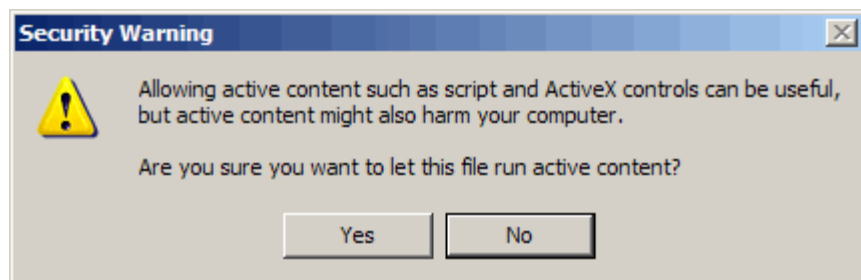 Security Warning
Allowing active content such as script and ActiveX controls can be useful,
but active content might also harm your computer.
Are you sure you want to let this file run active content?
Yes
No